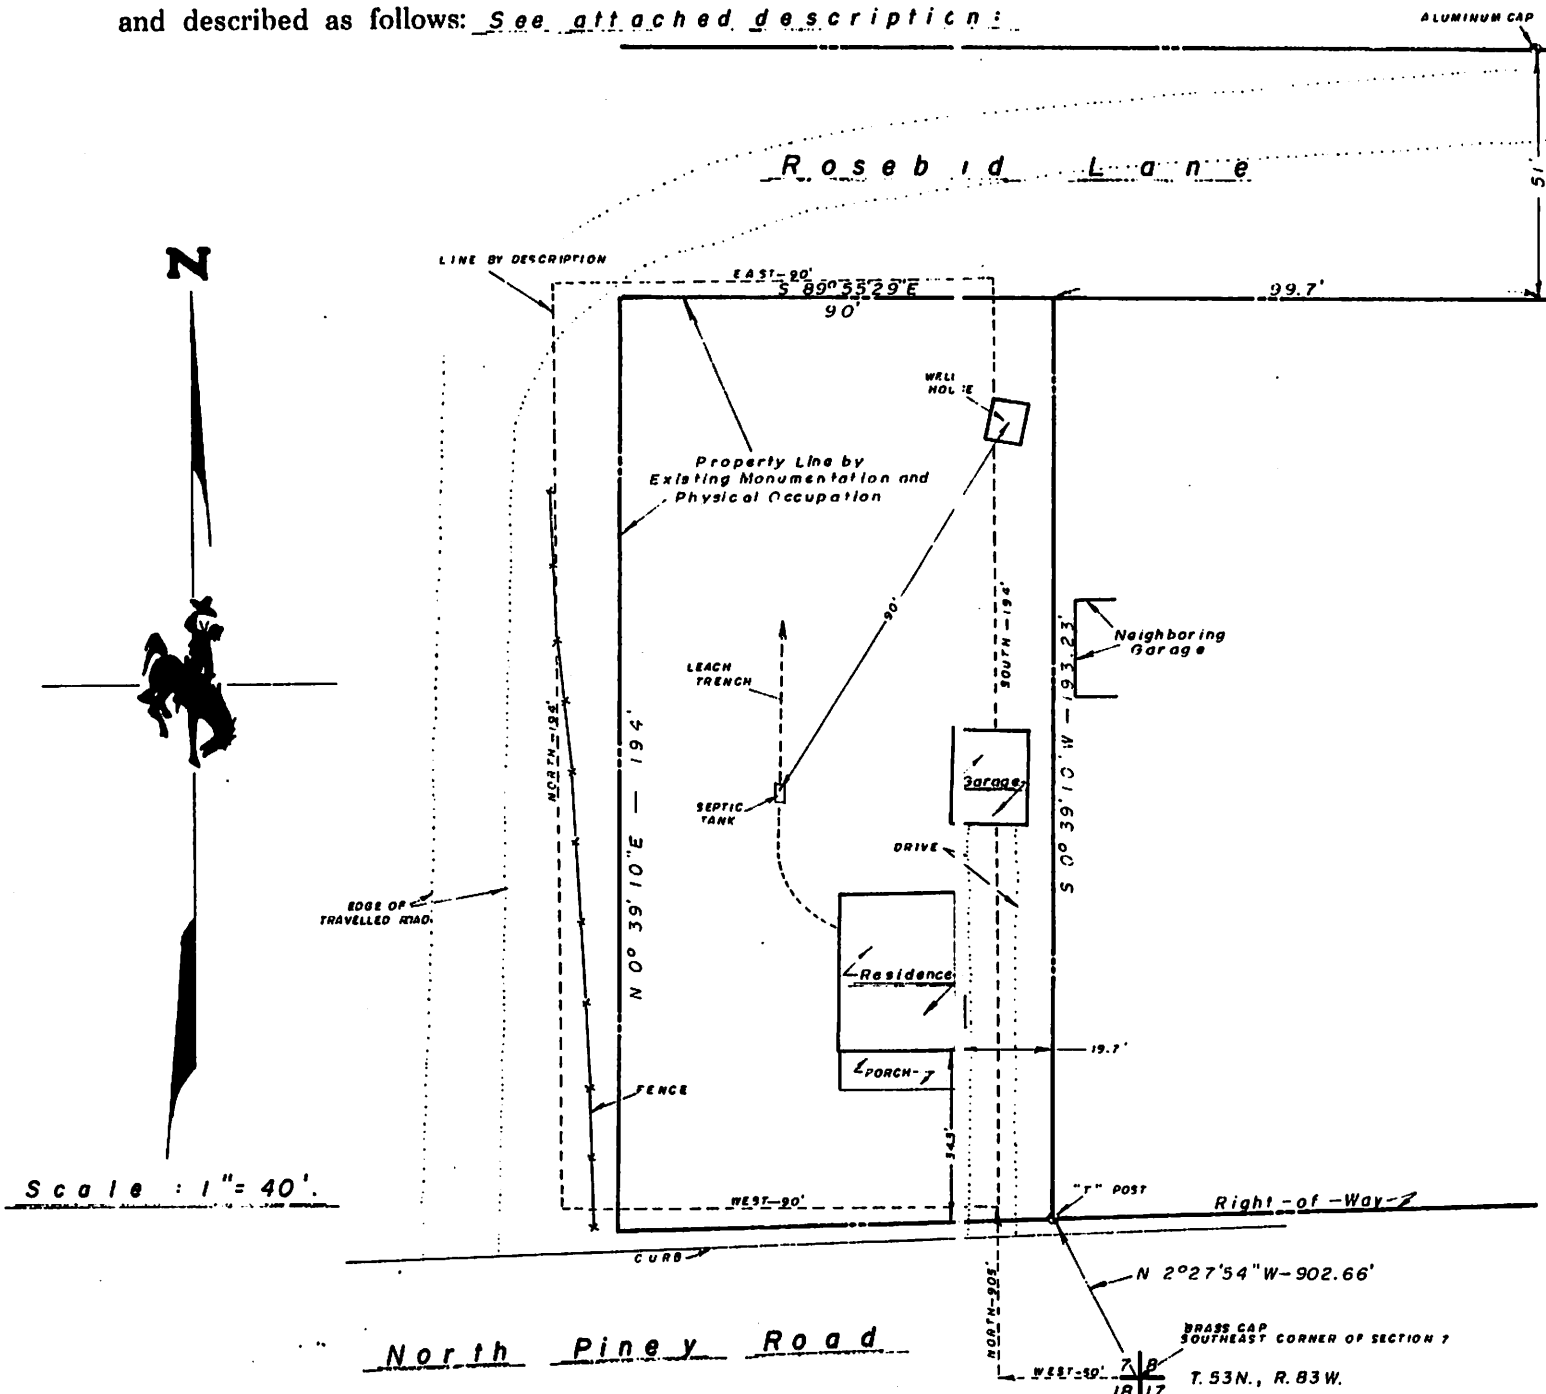 and described as follows: See attached description:
ALUMINUM CAP
Rosebid Lane
51'
N
LINE BY DESCRIPTION
EAST-90'
S 89° 55' 29" E
90'
99.7'
WELL
HOUSE
Property Line by
Existing Monumentation and
Physical Occupation
90'
SOUTH-194'
S 0° 39' 10" W - 193.23'
Neighboring
Garage
LEACH
TRENCH
NORTH-194'
N 0° 39' 10" E - 194'
Garage
SEPTIC
TANK
DRIVE
EDGE OF
TRAVELLED ROAD
Residence
19.7'
PORCH
FENCE
34.3'
Scale : 1" = 40'.
WEST-90'
"T" POST
Right-of-Way
CURB
N 2° 27' 54" W - 902.66'
NORTH-905'
BRASS CAP
SOUTHEAST CORNER OF SECTION 7
North Piney Road
WEST-50'
7 8
T. 53N., R. 83W.
18 17